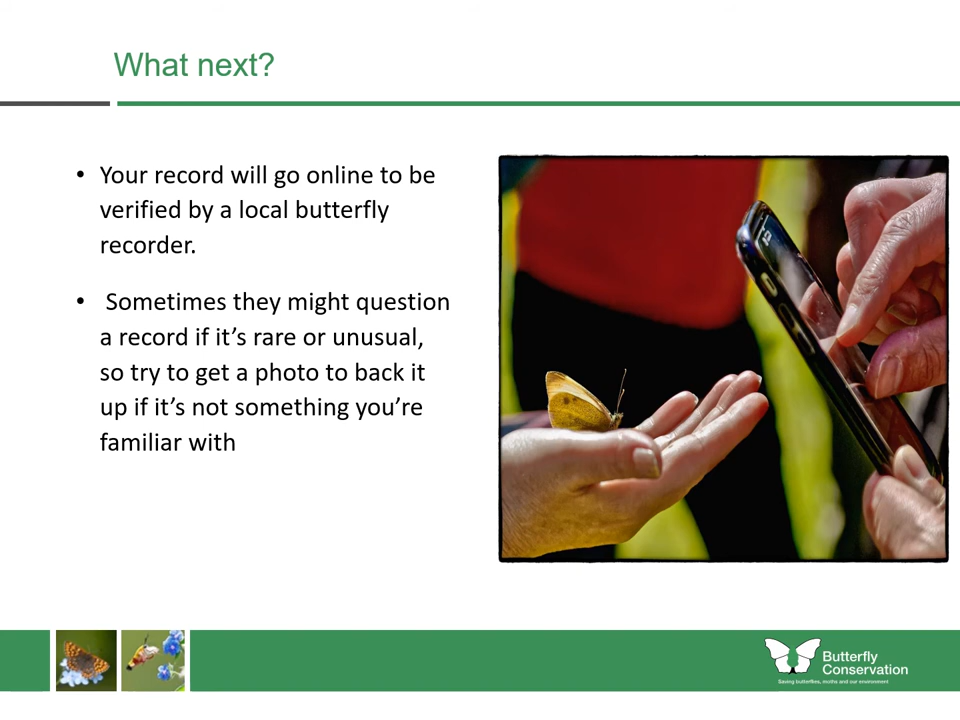 What next?
• Your record will go online to be
verified by a local butterfly
recorder.
• Sometimes they might question
a record if it’s rare or unusual,
so try to get a photo to back it
up if it’s not something you’re
familiar with
Butterfly
Conservation
Saving butterflies, moths and our environment